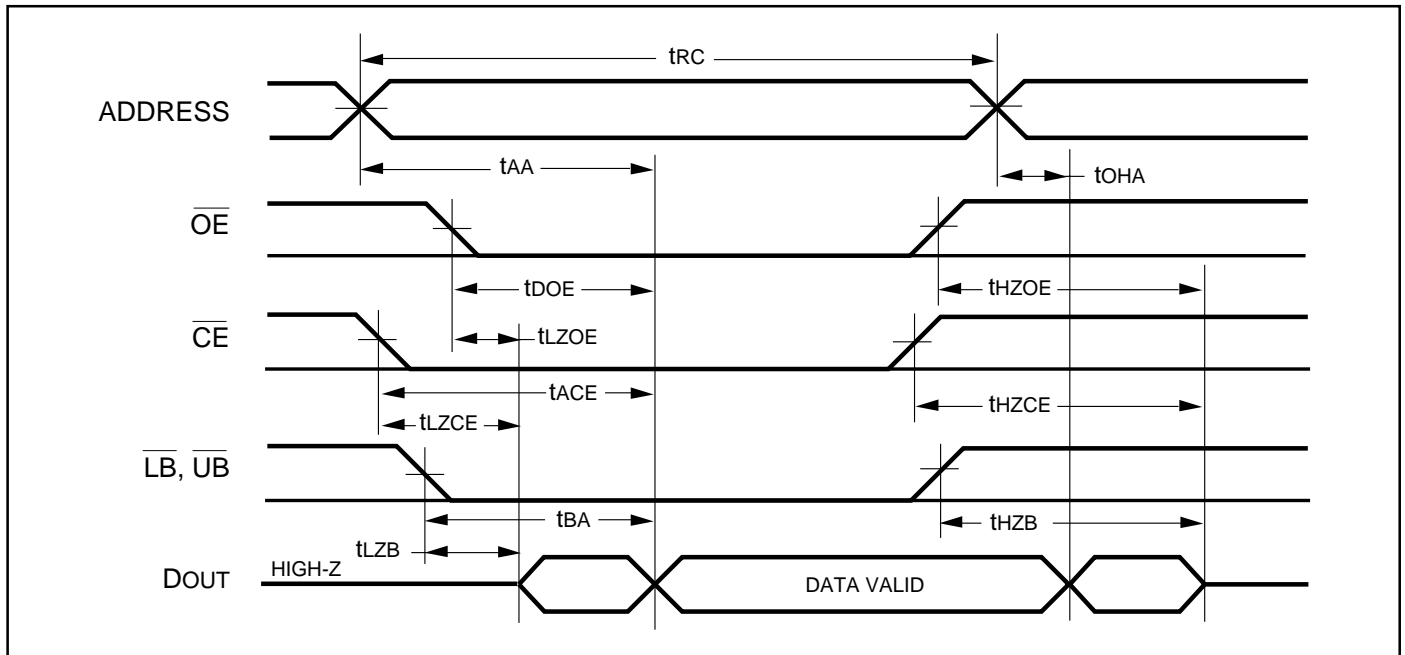 tRC
ADDRESS
tAA
tOHA
OE
tDOE
tHZOE
CE
tLZOE
tACE
tHZCE
tLZCE
LB, UB
tBA
tHZB
tLZB
DOUT
HIGH-Z
DATA VALID